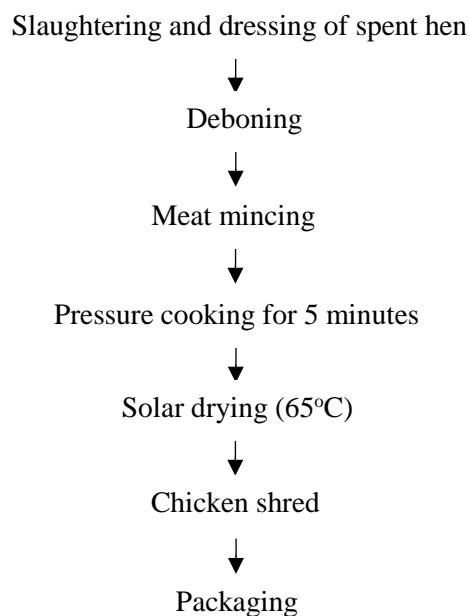 Slaughtering and dressing of spent hen
Deboning
Meat mincing
Pressure cooking for 5 minutes
Solar drying (65°C)
Chicken shred
Packaging